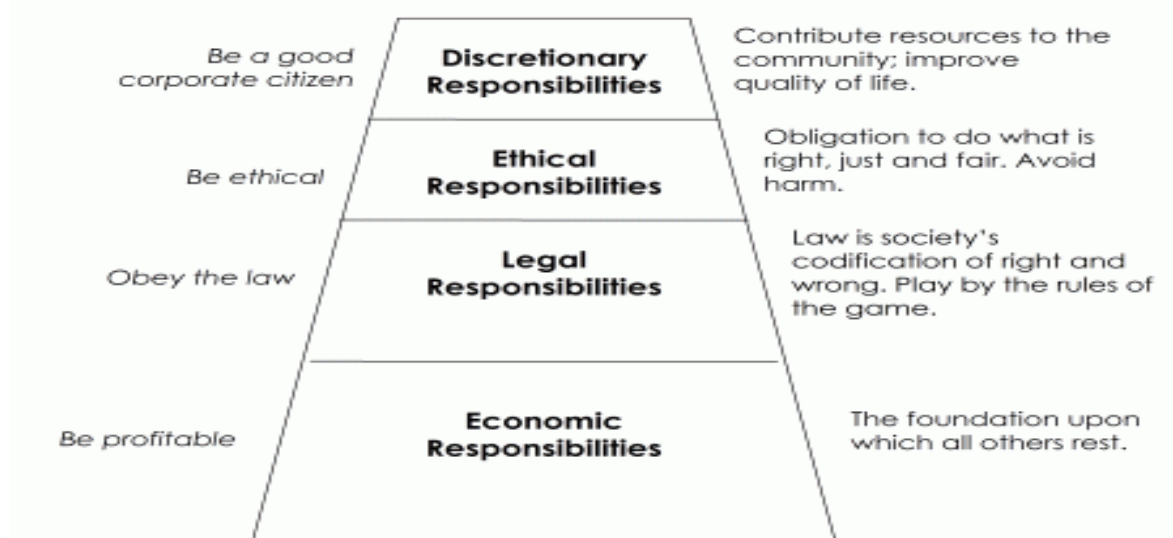 Be a good
corporate citizen
Discretionary
Responsibilities
Contribute resources to the
community; improve
quality of life.
Be ethical
Ethical
Responsibilities
Obligation to do what is
right, just and fair. Avoid
harm.
Obey the law
Legal
Responsibilities
Law is society's
codification of right and
wrong. Play by the rules of
the game.
Be profitable
Economic
Responsibilities
The foundation upon
which all others rest.